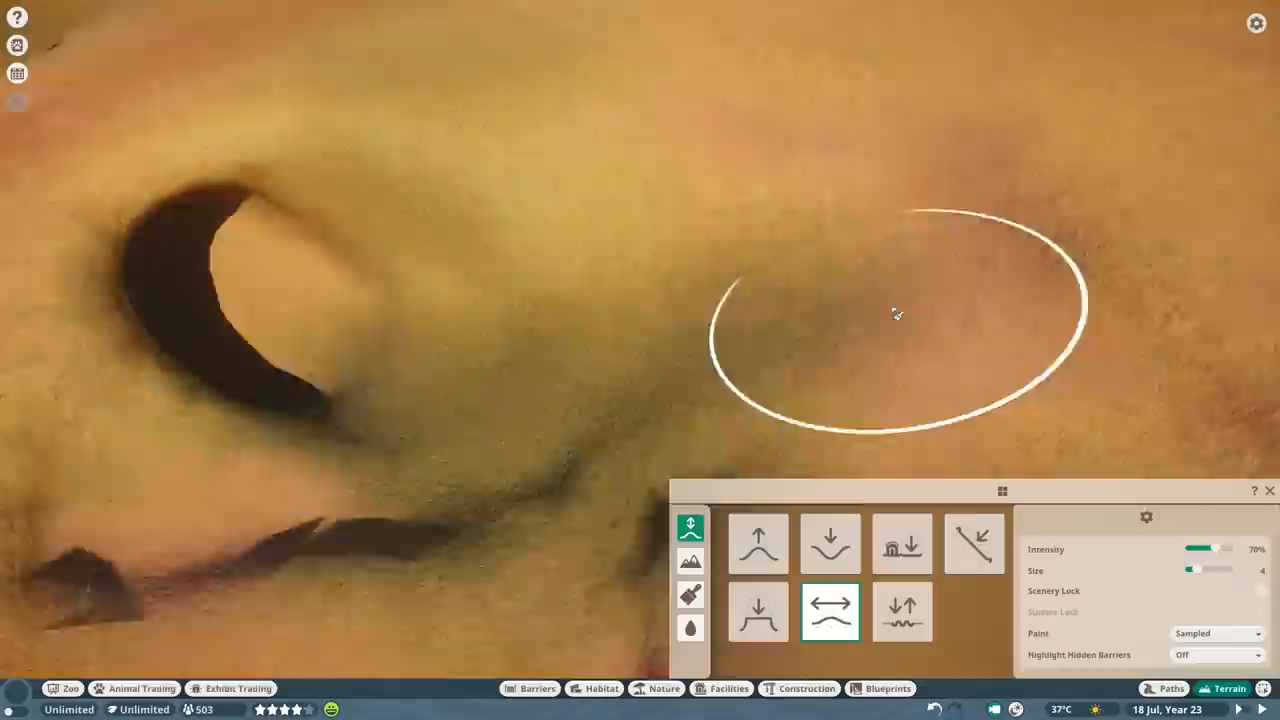 ?
? ×
Intensity 70%
Size 4
Scenery Lock
Surface Lock
Paint Sampled
Highlight Hidden Barriers Off
Zoo Animal Trading Exhibit Trading Barriers Habitat Nature Facilities Construction Blueprints Paths Terrain
Unlimited Unlimited 503 37°C 18 Jul, Year 23